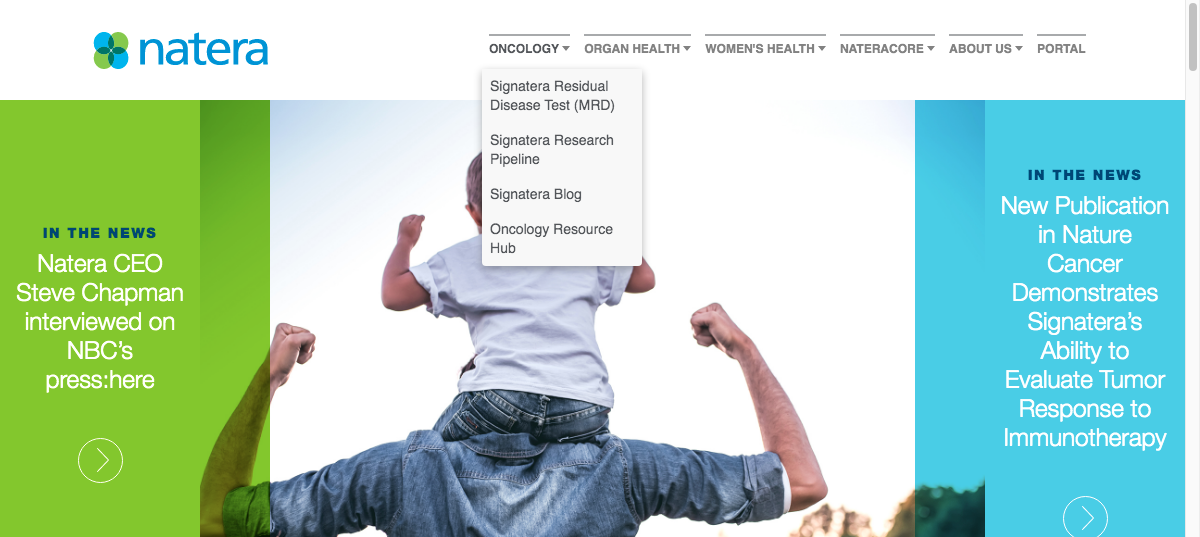 natera
ONCOLOGY
ORGAN HEALTH
WOMEN'S HEALTH
NATERACORE
ABOUT US
PORTAL
Signatera Residual
Disease Test (MRD)
Signatera Research
Pipeline
Signatera Blog
Oncology Resource
Hub
IN THE NEWS
Natera CEO
Steve Chapman
interviewed on
NBC’s
press:here
IN THE NEWS
New Publication
in Nature
Cancer
Demonstrates
Signatera’s
Ability to
Evaluate Tumor
Response to
Immunotherapy